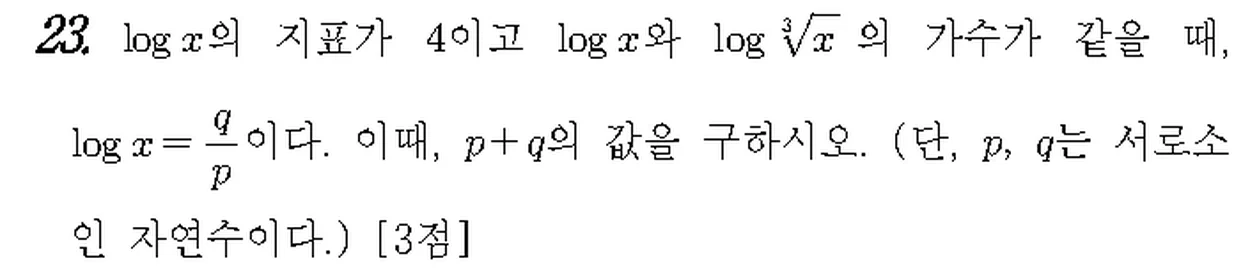 23. log x의 지표가 4이고 log x와 log ∛x 의 가수가 같을 때,
log x = q/p 이다. 이때, p+q의 값을 구하시오. (단, p, q는 서로소
인 자연수이다.) [3점]